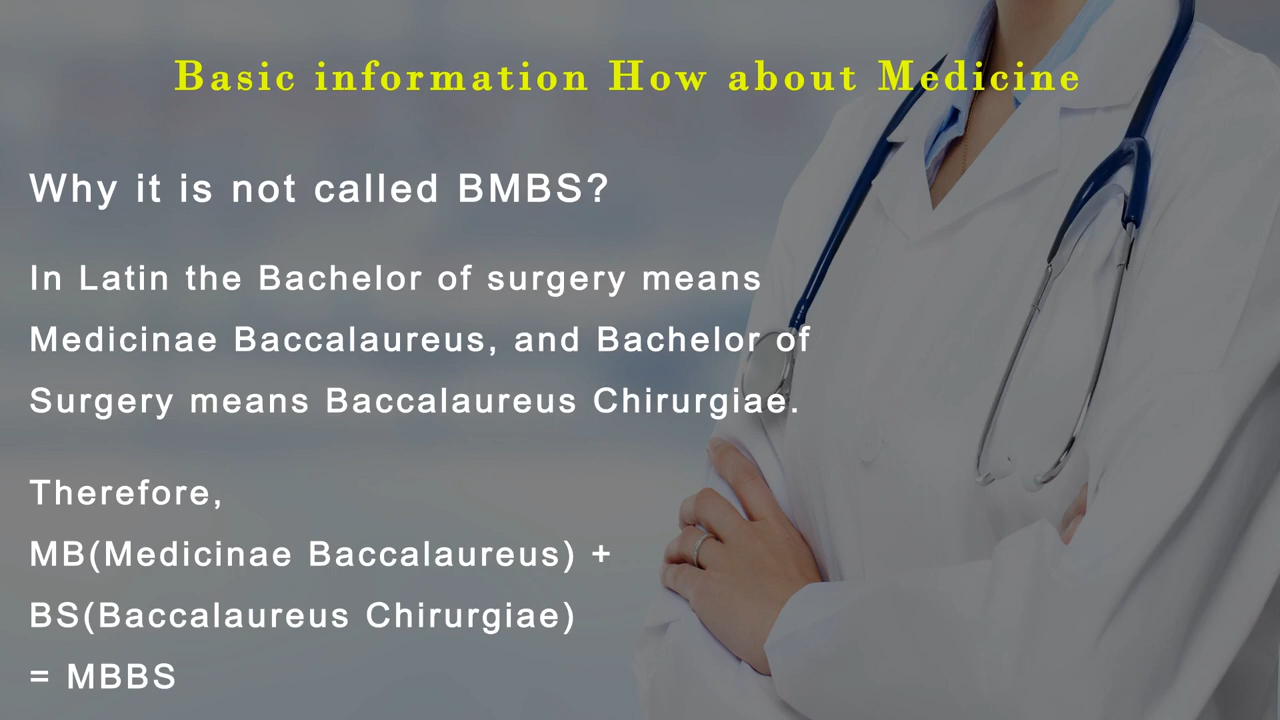 Basic information How about Medicine
Why it is not called BMBS?
In Latin the Bachelor of surgery means
Medicinae Baccalaureus, and Bachelor of
Surgery means Baccalaureus Chirurgiae.
Therefore,
MB(Medicinae Baccalaureus) +
BS(Baccalaureus Chirurgiae)
= MBBS